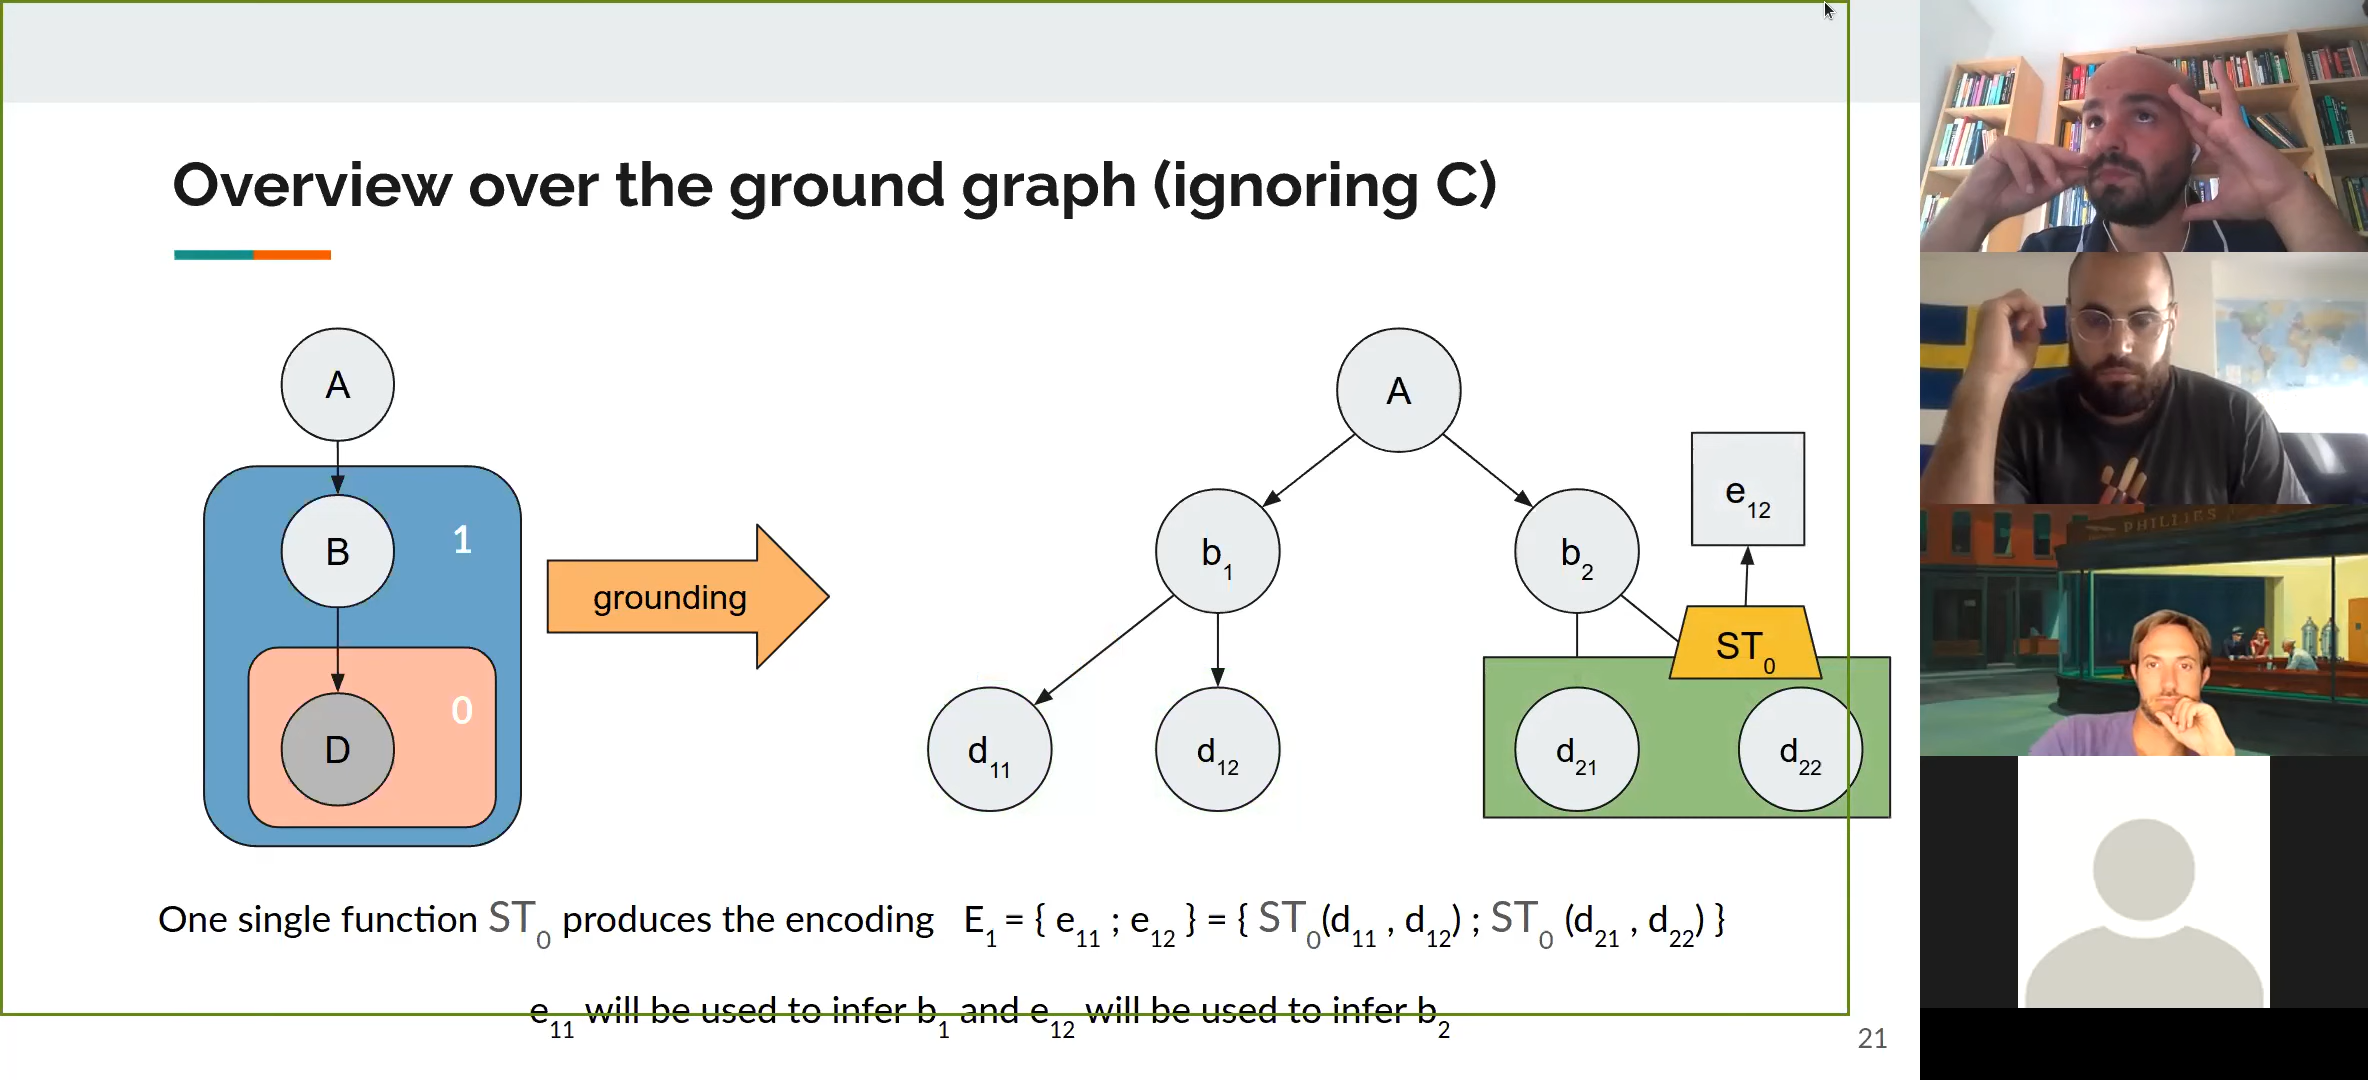 Overview over the ground graph (ignoring C)
A
B
1
D
0
grounding
A
b1
b2
e12
ST0
d11
d12
d21
d22
One single function ST0 produces the encoding E1 = { e11 ; e12 } = { ST0(d11 , d12) ; ST0 (d21 , d22) }
e11 will be used to infer b1 and e12 will be used to infer b2
21
PHILLIES